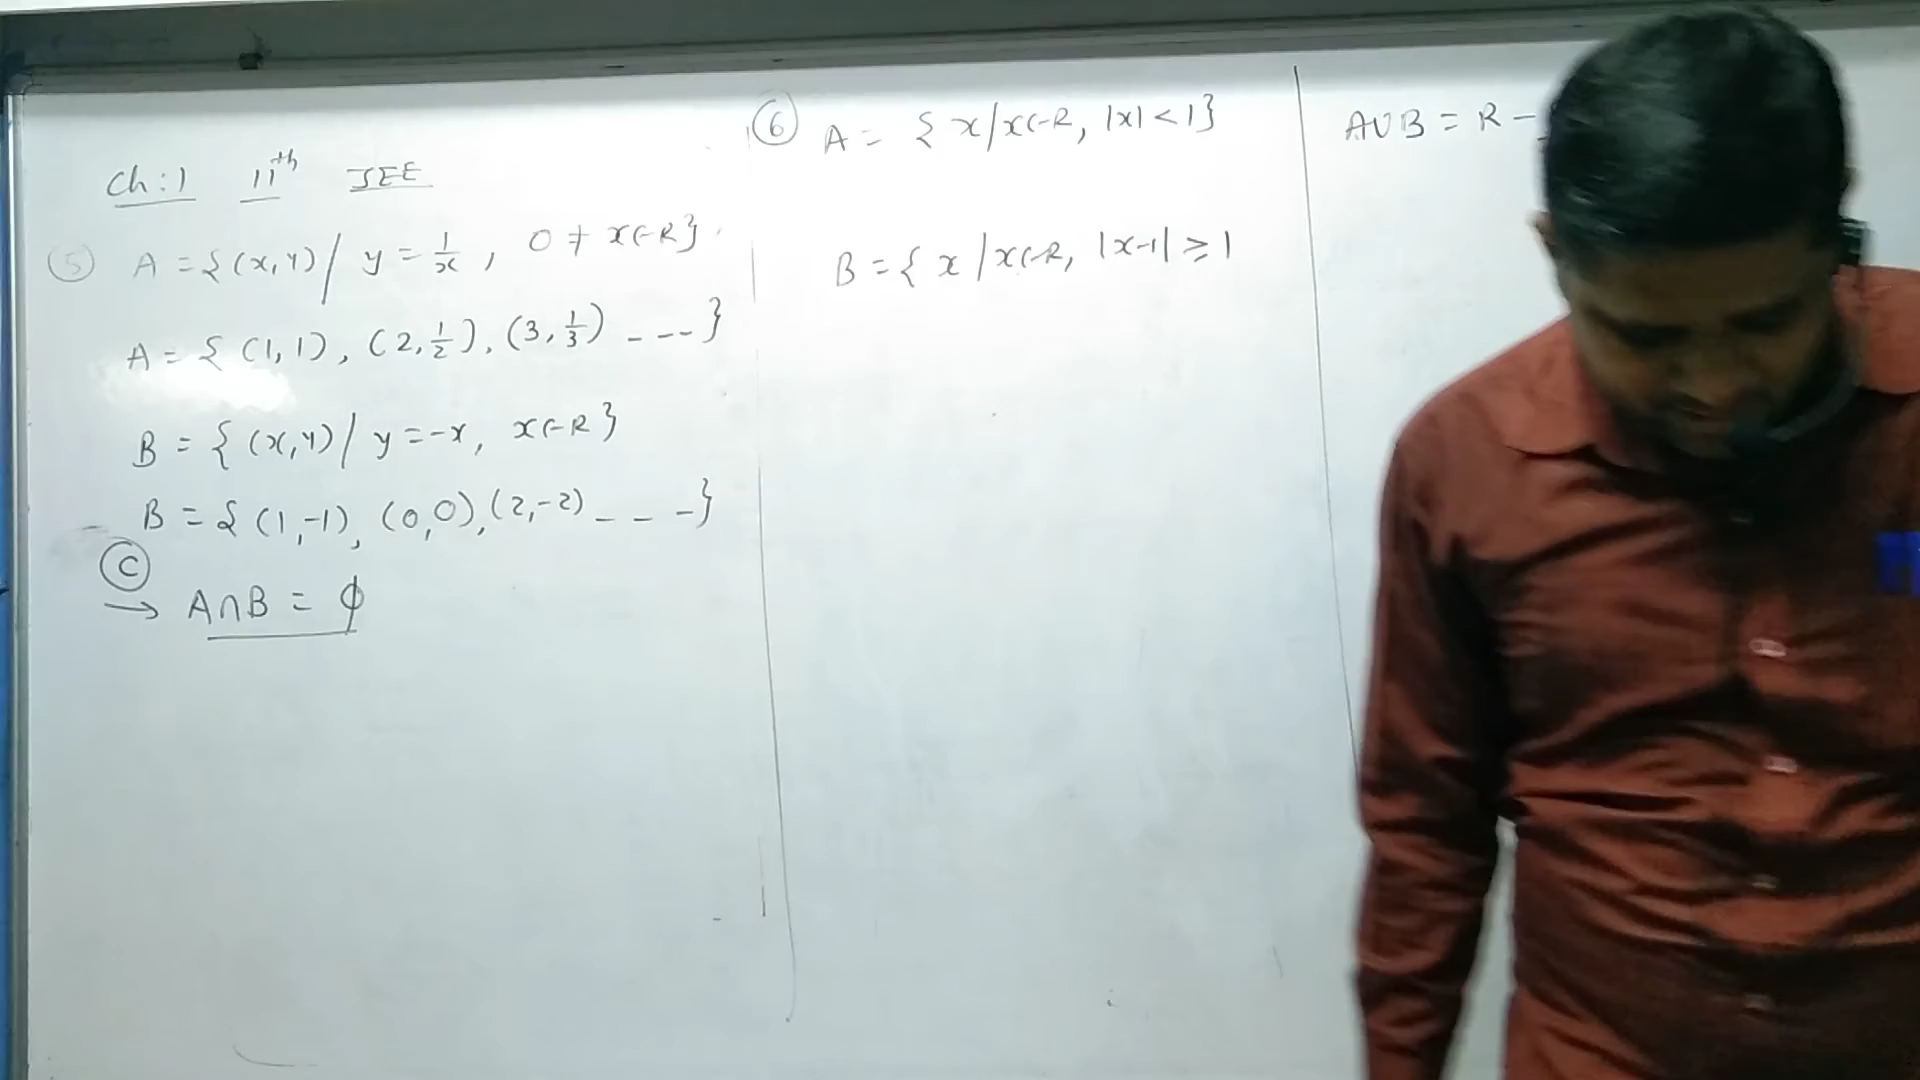 Ch:1 11th JEE
⑤ A = {(x,y) / y = 1/x, 0 ≠ x∈R}
A = {(1,1), (2,1/2), (3,1/3) ---}
B = {(x,y) / y = -x, x∈R}
B = {(1,-1), (0,0), (2,-2) ---}
Ⓒ
→ A∩B = ϕ
⑥ A = {x/x∈R, |x| < 1}
B = {x/x∈R, |x-1| ≥ 1
A∪B = R -